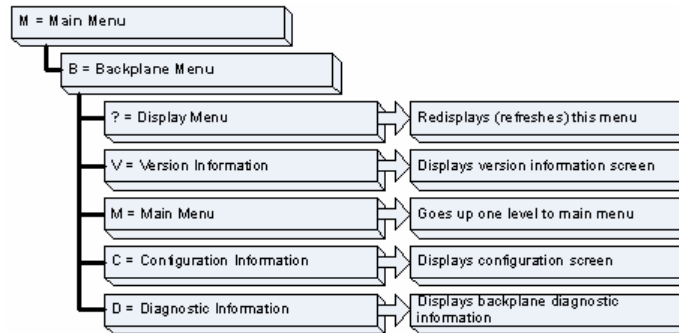 M = Main Menu
B = Backplane Menu
? = Display Menu
Redisplays (refreshes) this menu
V = Version Information
Displays version information screen
M = Main Menu
Goes up one level to main menu
C = Configuration Information
Displays configuration screen
D = Diagnostic Information
Displays backplane diagnostic
information